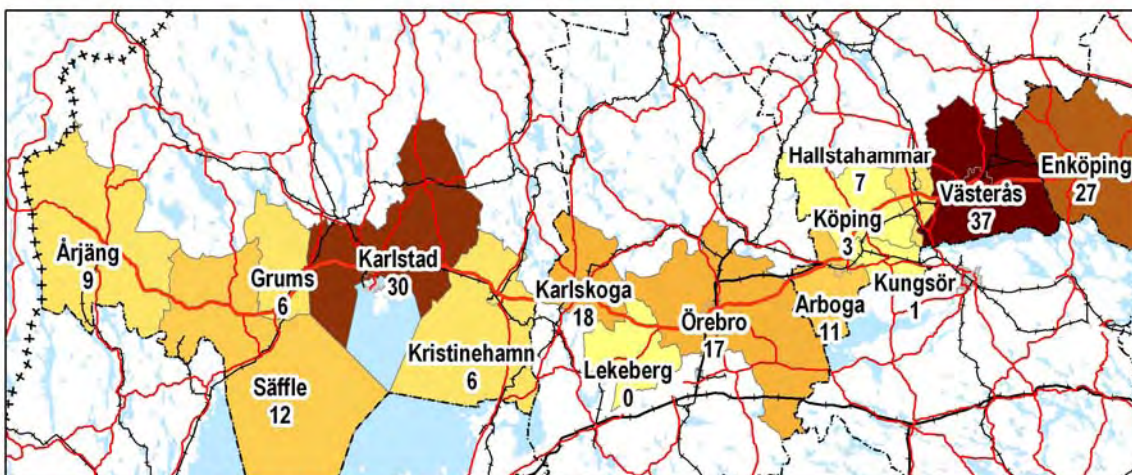 Årjäng
9
Grums
6
Säffle
12
Karlstad
30
Kristinehamn
6
Karlskoga
18
Lekeberg
0
Örebro
17
Arboga
11
Hallstahammar
7
Köping
3
Kungsör
1
Västerås
37
Enköping
27